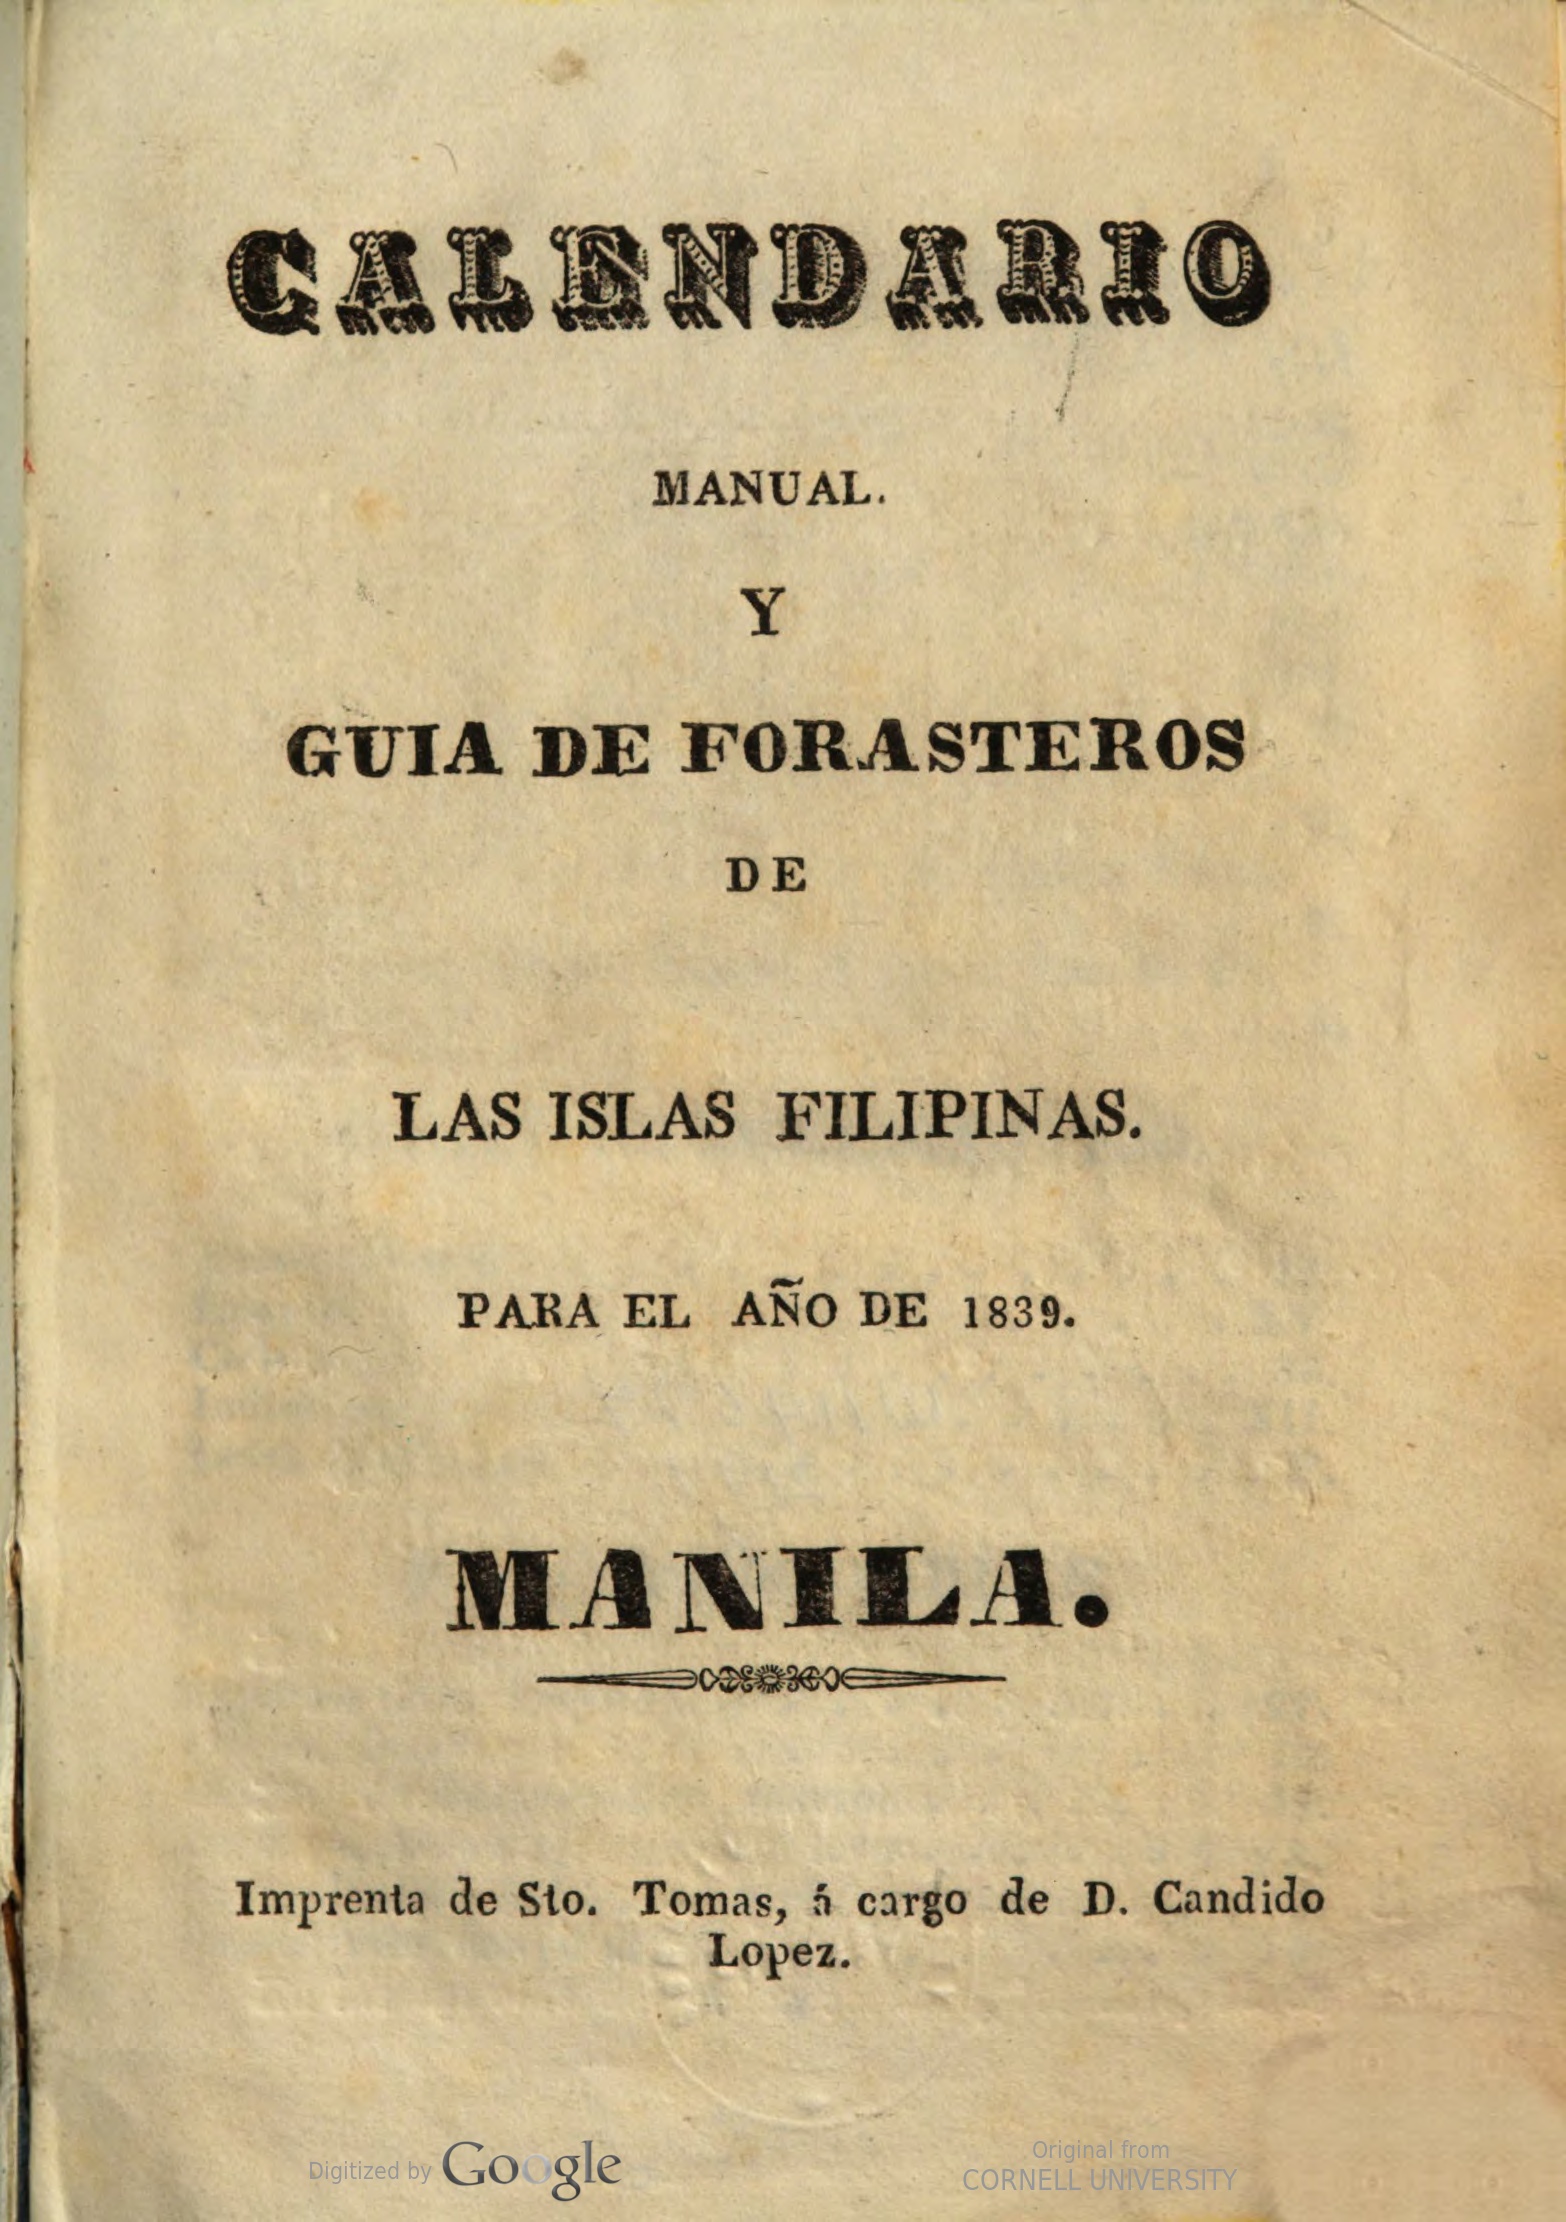 CALENDARIO
MANUAL.
Y
GUIA DE FORASTEROS
DE
LAS ISLAS FILIPINAS.
PARA EL AÑO DE 1839.
MANILA.
Imprenta de Sto. Tomas, á cargo de D. Candido
Lopez.
Digitized by Google
Original from
CORNELL UNIVERSITY